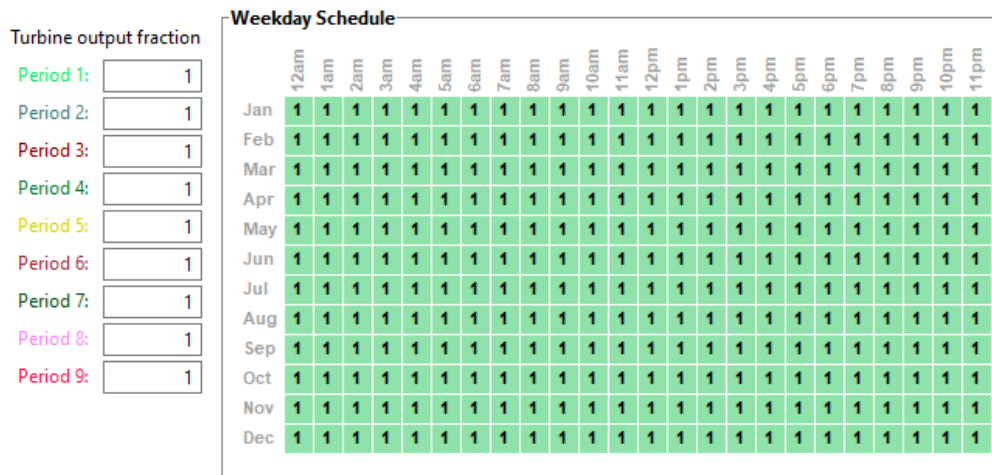 Turbine output fraction
Period 1: 1
Period 2: 1
Period 3: 1
Period 4: 1
Period 5: 1
Period 6: 1
Period 7: 1
Period 8: 1
Period 9: 1
Weekday Schedule
12am 1am 2am 3am 4am 5am 6am 7am 8am 9am 10am 11am 12pm 1pm 2pm 3pm 4pm 5pm 6pm 7pm 8pm 9pm 10pm 11pm
Jan 1 1 1 1 1 1 1 1 1 1 1 1 1 1 1 1 1 1 1 1 1 1 1 1
Feb 1 1 1 1 1 1 1 1 1 1 1 1 1 1 1 1 1 1 1 1 1 1 1 1
Mar 1 1 1 1 1 1 1 1 1 1 1 1 1 1 1 1 1 1 1 1 1 1 1 1
Apr 1 1 1 1 1 1 1 1 1 1 1 1 1 1 1 1 1 1 1 1 1 1 1 1
May 1 1 1 1 1 1 1 1 1 1 1 1 1 1 1 1 1 1 1 1 1 1 1 1
Jun 1 1 1 1 1 1 1 1 1 1 1 1 1 1 1 1 1 1 1 1 1 1 1 1
Jul 1 1 1 1 1 1 1 1 1 1 1 1 1 1 1 1 1 1 1 1 1 1 1 1
Aug 1 1 1 1 1 1 1 1 1 1 1 1 1 1 1 1 1 1 1 1 1 1 1 1
Sep 1 1 1 1 1 1 1 1 1 1 1 1 1 1 1 1 1 1 1 1 1 1 1 1
Oct 1 1 1 1 1 1 1 1 1 1 1 1 1 1 1 1 1 1 1 1 1 1 1 1
Nov 1 1 1 1 1 1 1 1 1 1 1 1 1 1 1 1 1 1 1 1 1 1 1 1
Dec 1 1 1 1 1 1 1 1 1 1 1 1 1 1 1 1 1 1 1 1 1 1 1 1